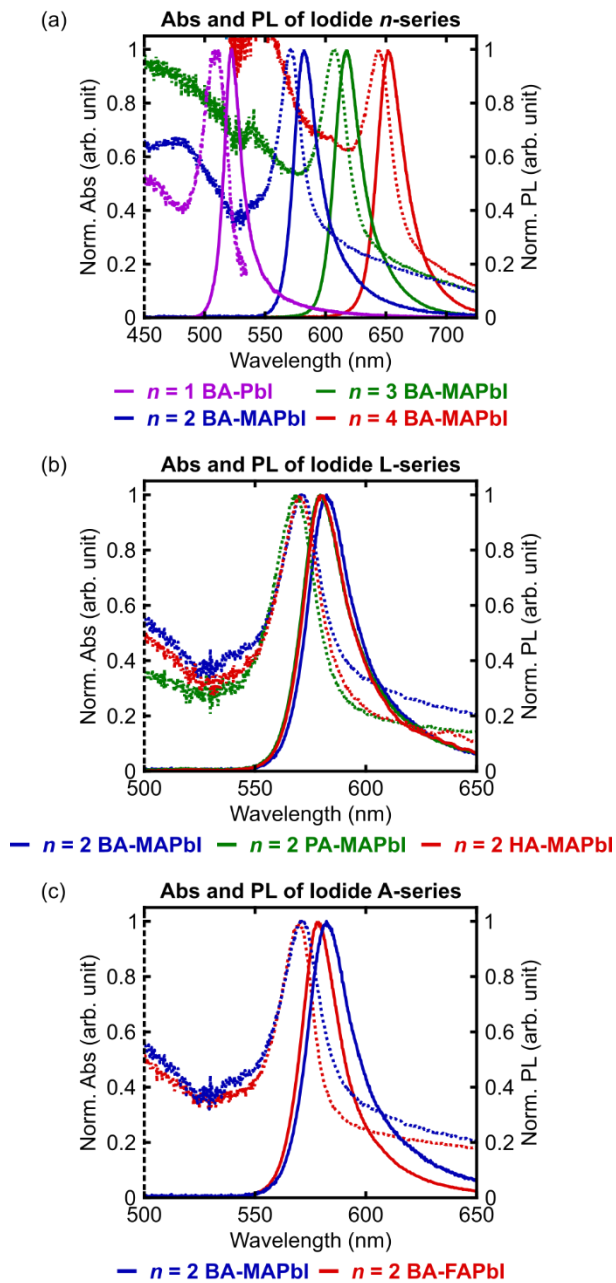 (a)
Abs and PL of Iodide n-series
Norm. Abs (arb. unit)
Norm. PL (arb. unit)
1
0.8
0.6
0.4
0.2
0
1
0.8
0.6
0.4
0.2
0
450 500 550 600 650 700
Wavelength (nm)
n = 1 BA-PbI n = 3 BA-MAPbI
n = 2 BA-MAPbI n = 4 BA-MAPbI
(b)
Abs and PL of Iodide L-series
Norm. Abs (arb. unit)
Norm. PL (arb. unit)
1
0.8
0.6
0.4
0.2
0
1
0.8
0.6
0.4
0.2
0
500 550 600 650
Wavelength (nm)
n = 2 BA-MAPbI n = 2 PA-MAPbI n = 2 HA-MAPbI
(c)
Abs and PL of Iodide A-series
Norm. Abs (arb. unit)
Norm. PL (arb. unit)
1
0.8
0.6
0.4
0.2
0
1
0.8
0.6
0.4
0.2
0
500 550 600 650
Wavelength (nm)
n = 2 BA-MAPbI n = 2 BA-FAPbI